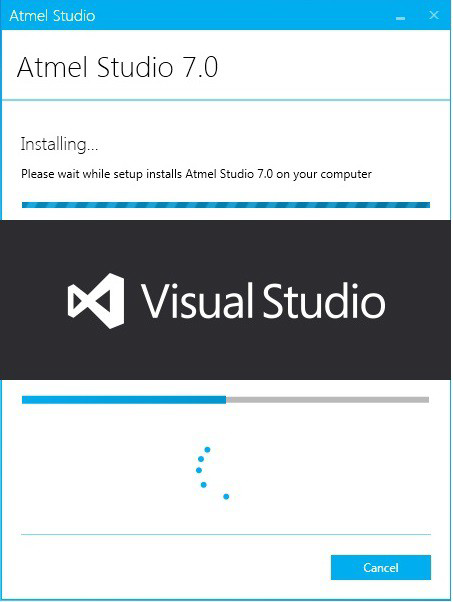 Atmel Studio
Atmel Studio 7.0
Installing...
Please wait while setup installs Atmel Studio 7.0 on your computer
Visual Studio
Cancel